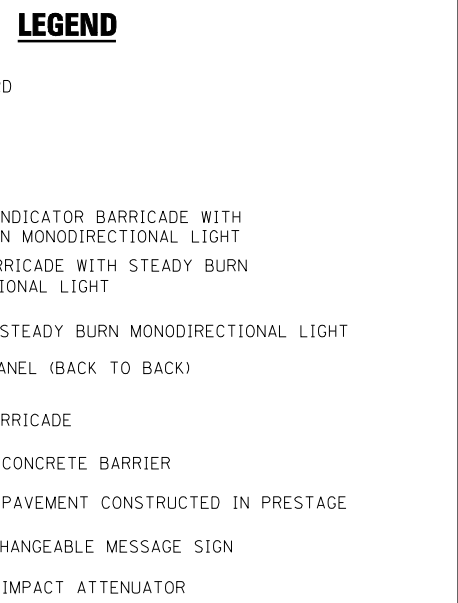 LEGEND
D
NDICATOR BARRICADE WITH
N MONODIRECTIONAL LIGHT
RRICADE WITH STEADY BURN
IONAL LIGHT
STEADY BURN MONODIRECTIONAL LIGHT
ANEL (BACK TO BACK)
RRICADE
CONCRETE BARRIER
PAVEMENT CONSTRUCTED IN PRESTAGE
HANGEABLE MESSAGE SIGN
IMPACT ATTENUATOR